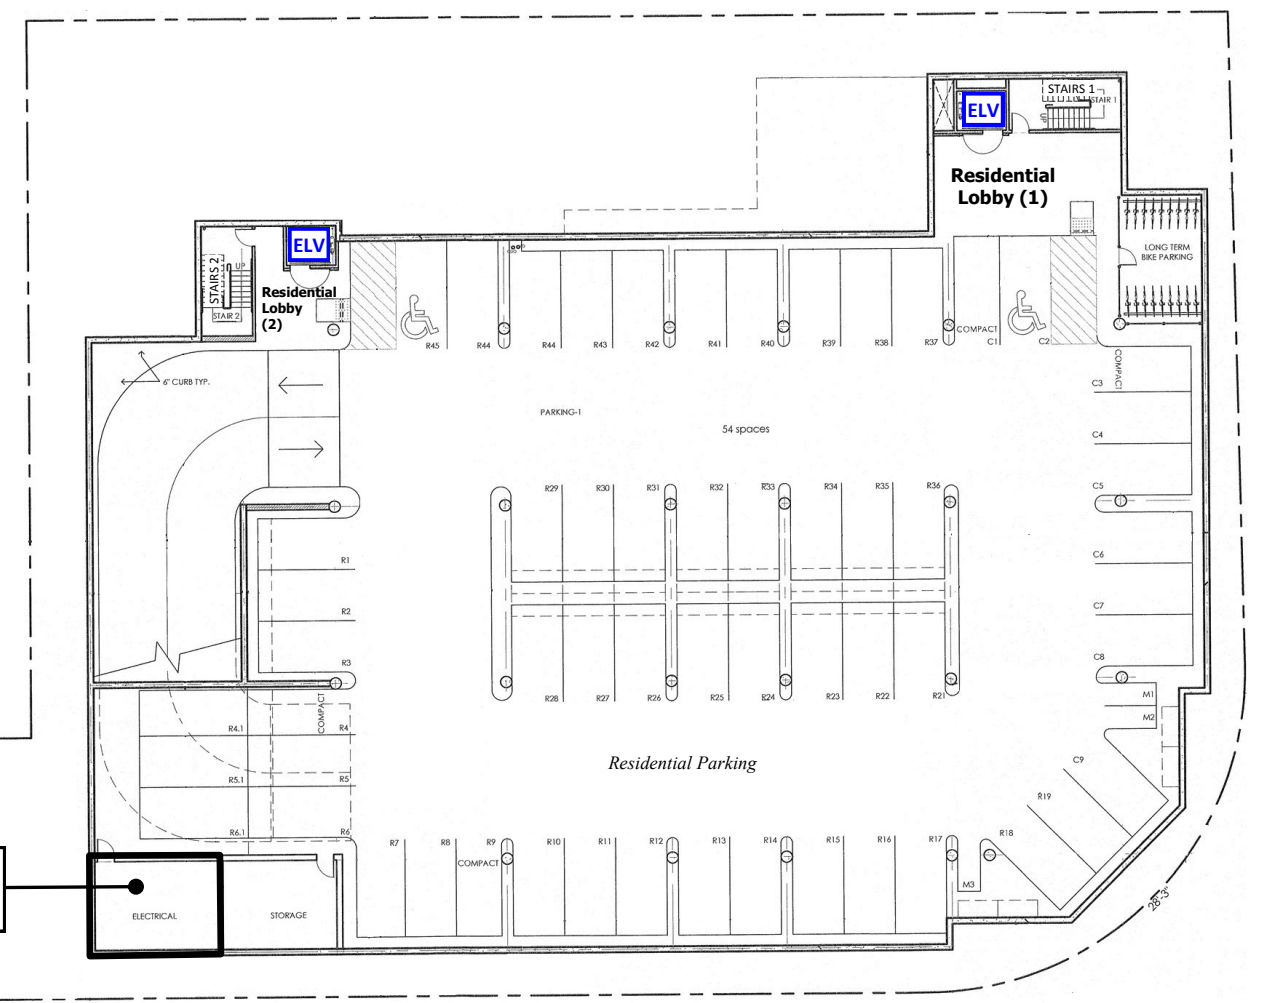 STAIRS 1
STAIR 1
UP
ELV
Residential
Lobby (1)
LONG TERM
BIKE PARKING
ELV
STAIRS 2
UP
STAIR 2
Residential
Lobby
(2)
R45
R44
R44
R43
R42
R41
R40
R39
R38
R37
COMPACT
C1
C2
6" CURB TYP.
PARKING-1
54 spaces
COMPACT
C3
C4
C5
C6
C7
C8
R29
R30
R31
R32
R33
R34
R35
R36
R1
R2
R3
R28
R27
R26
R25
R24
R23
R22
R21
M1
M2
COMPACT
R4.1
R4
R5.1
R5
R6.1
R6
Residential Parking
C9
R19
R18
R7
R8
R9
COMPACT
R10
R11
R12
R13
R14
R15
R16
R17
M3
28'-3"
ELECTRICAL
STORAGE